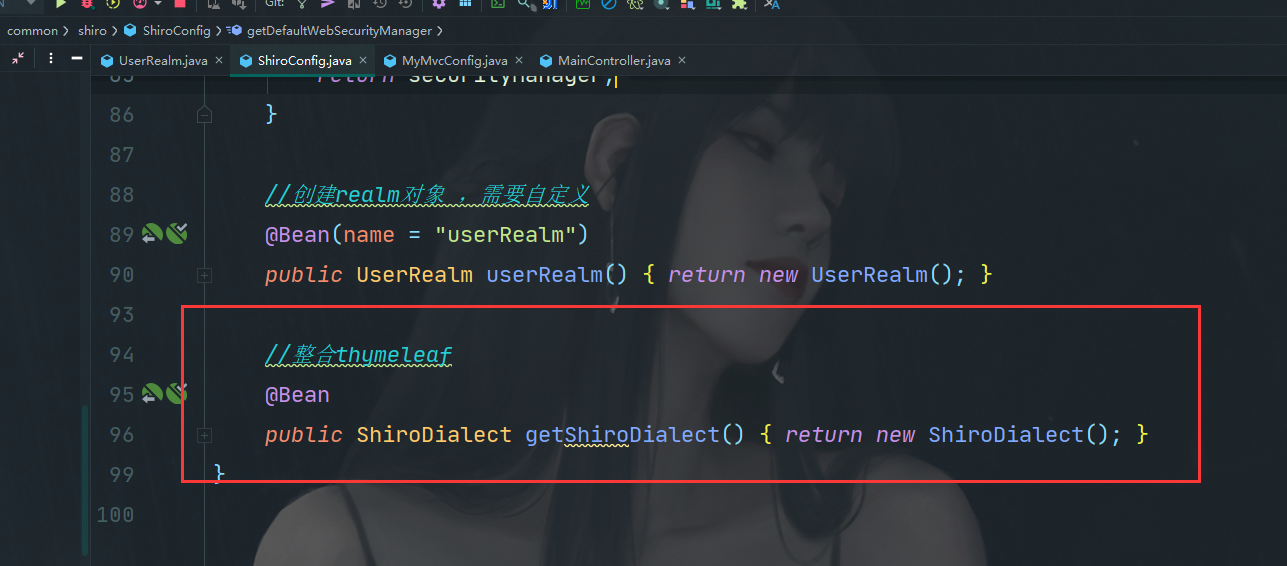 Git:
common shiro ShiroConfig getDefaultWebSecurityManager
UserRealm.java ShiroConfig.java MyMvcConfig.java MainController.java
85 return securityManager;
86 }
87
88 //创建realm对象 ，需要自定义
89 @Bean(name = "userRealm")
90 public UserRealm userRealm() { return new UserRealm(); }
93
94 //整合thymeleaf
95 @Bean
96 public ShiroDialect getShiroDialect() { return new ShiroDialect(); }
99 }
100